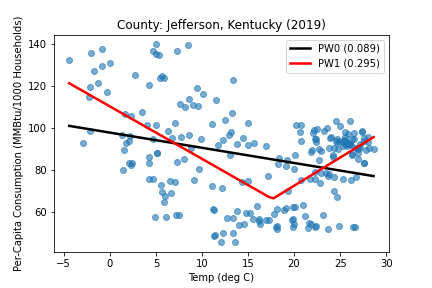 County: Jefferson, Kentucky (2019)
Per-Capita Consumption (MMBtu/1000 Households)
140
120
100
80
60
PW0 (0.089)
PW1 (0.295)
−5 0 5 10 15 20 25 30
Temp (deg C)